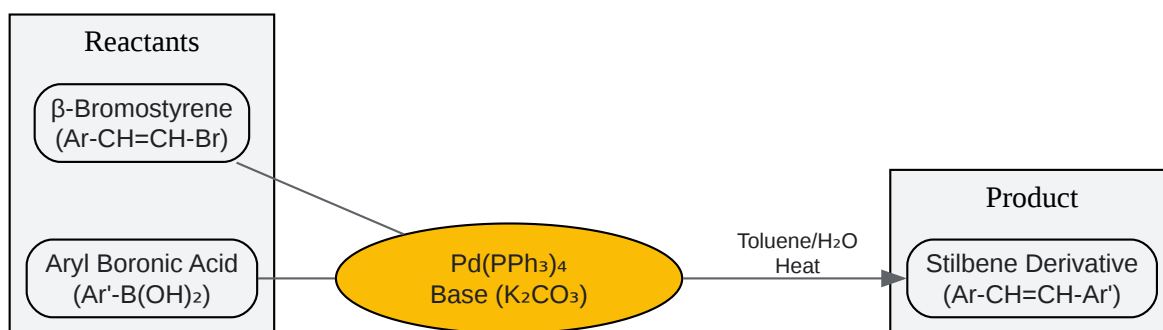 Reactants
β-Bromostyrene
(Ar-CH=CH-Br)
Aryl Boronic Acid
(Ar'-B(OH)₂)
Pd(PPh₃)₄
Base (K₂CO₃)
Toluene/H₂O
Heat
Product
Stilbene Derivative
(Ar-CH=CH-Ar')